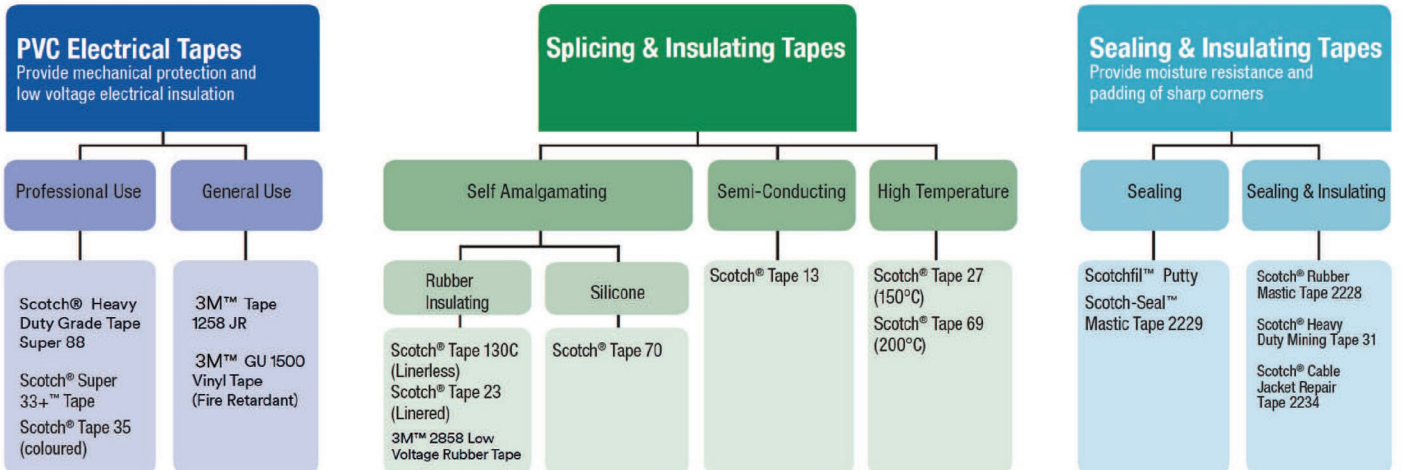 PVC Electrical Tapes
Provide mechanical protection and
low voltage electrical insulation
Professional Use
General Use
Scotch® Heavy
Duty Grade Tape
Super 88
Scotch® Super
33+™ Tape
Scotch® Tape 35
(coloured)
3M™ Tape
1258 JR
3M™ GU 1500
Vinyl Tape
(Fire Retardant)
Splicing & Insulating Tapes
Self Amalgamating
Semi-Conducting
High Temperature
Rubber
Insulating
Silicone
Scotch® Tape 130C
(Linerless)
Scotch® Tape 23
(Linered)
3M™ 2858 Low
Voltage Rubber Tape
Scotch® Tape 70
Scotch® Tape 13
Scotch® Tape 27
(150°C)
Scotch® Tape 69
(200°C)
Sealing & Insulating Tapes
Provide moisture resistance and
padding of sharp corners
Sealing
Sealing & Insulating
Scotchfil™ Putty
Scotch-Seal™
Mastic Tape 2229
Scotch® Rubber
Mastic Tape 2228
Scotch® Heavy
Duty Mining Tape 31
Scotch® Cable
Jacket Repair
Tape 2234